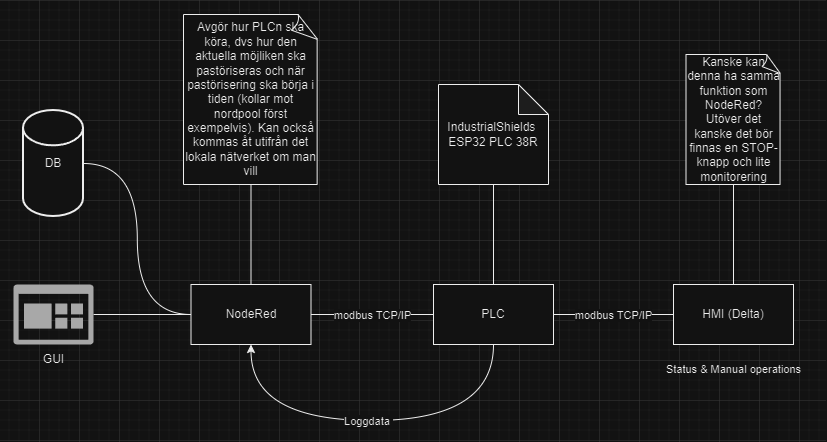 Avgör hur PLCn ska
köra, dvs hur den
aktuella möjliken ska
pastöriseras och när
pastörisering ska börja i
tiden (kollar mot
nordpool först
exempelvis). Kan också
kommas åt utifrån det
lokala nätverket om man
vill
IndustrialShields
ESP32 PLC 38R
Kanske kan
denna ha samma
funktion som
NodeRed?
Utöver det
kanske det bör
finnas en STOP-
knapp och lite
monitorering
DB
GUI
NodeRed
modbus TCP/IP
PLC
modbus TCP/IP
HMI (Delta)
Status & Manual operations
Loggdata